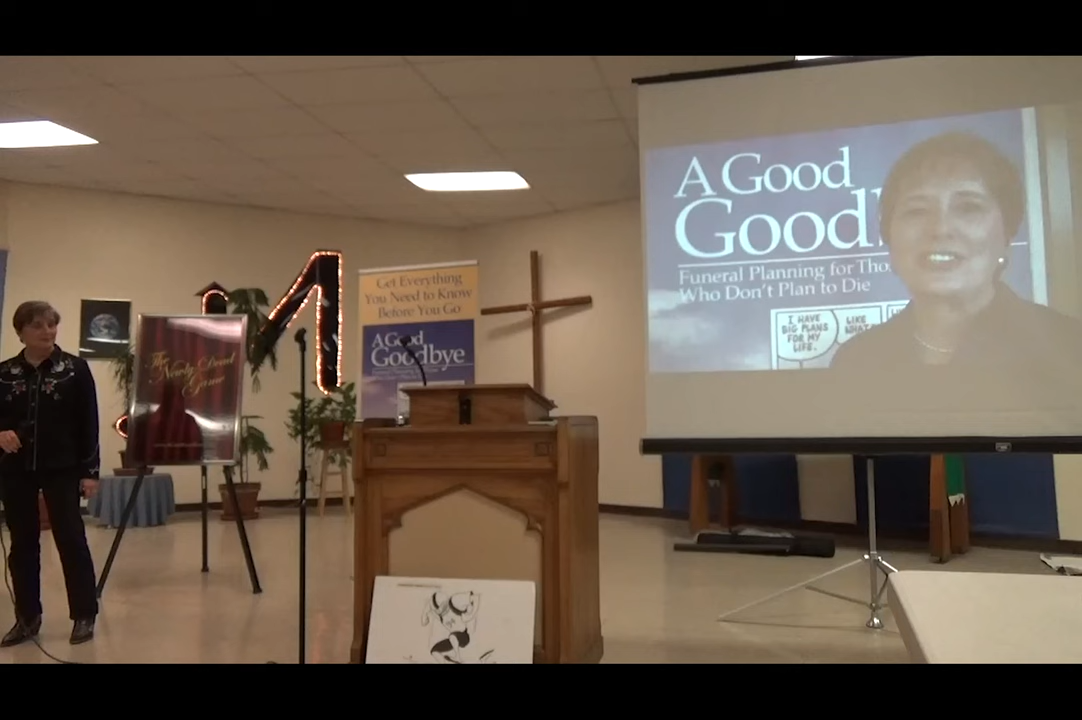 The
Newly-Dead
Game
M
Get Everything
You Need to Know
Before You Go
A Good
Goodbye
A GOOD
GOODB
Funeral Planning for Tho
Who Don't Plan to Die
I HAVE
BIG PLANS
FOR MY
LIFE.
LIKE
WHAT